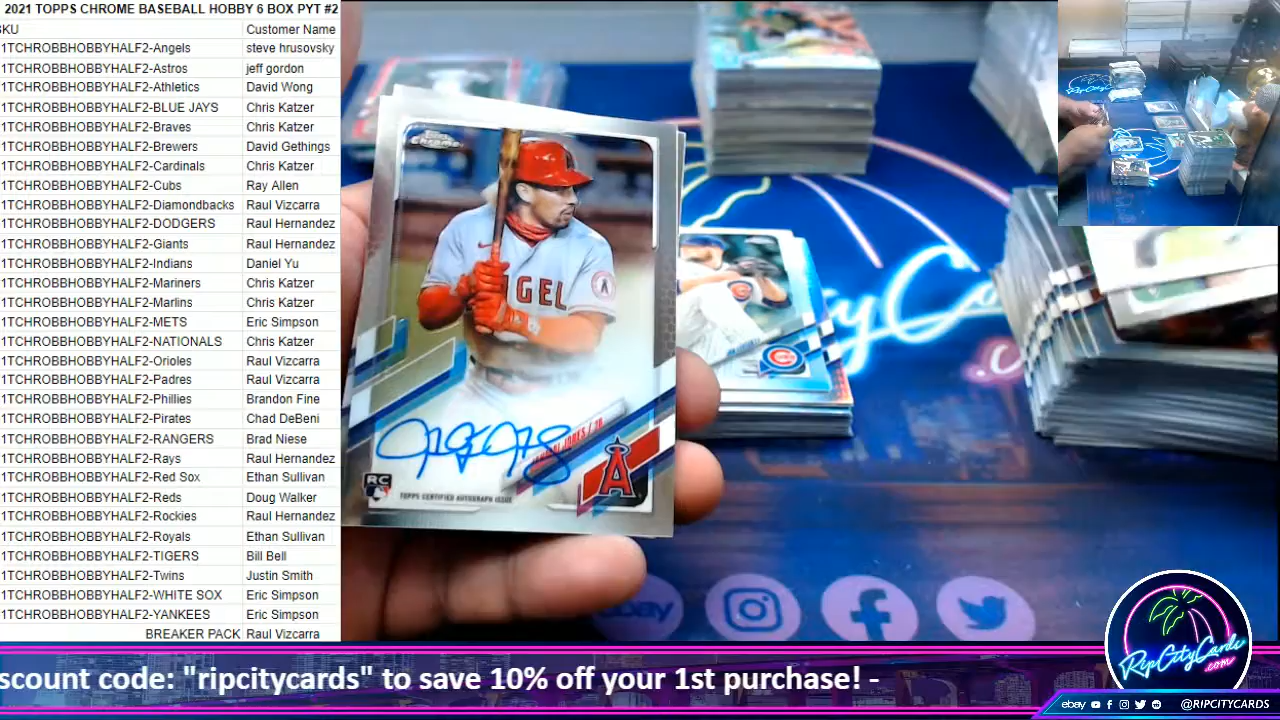 2021 TOPPS CHROME BASEBALL HOBBY 6 BOX PYT #2
SKU Customer Name
1TCHROBBHOBBYHALF2-Angels steve hrusovsky
1TCHROBBHOBBYHALF2-Astros jeff gordon
1TCHROBBHOBBYHALF2-Athletics David Wong
1TCHROBBHOBBYHALF2-BLUE JAYS Chris Katzer
1TCHROBBHOBBYHALF2-Braves Chris Katzer
1TCHROBBHOBBYHALF2-Brewers David Gethings
1TCHROBBHOBBYHALF2-Cardinals Chris Katzer
1TCHROBBHOBBYHALF2-Cubs Ray Allen
1TCHROBBHOBBYHALF2-Diamondbacks Raul Vizcarra
1TCHROBBHOBBYHALF2-DODGERS Raul Hernandez
1TCHROBBHOBBYHALF2-Giants Raul Hernandez
1TCHROBBHOBBYHALF2-Indians Daniel Yu
1TCHROBBHOBBYHALF2-Mariners Chris Katzer
1TCHROBBHOBBYHALF2-Marlins Chris Katzer
1TCHROBBHOBBYHALF2-METS Eric Simpson
1TCHROBBHOBBYHALF2-NATIONALS Chris Katzer
1TCHROBBHOBBYHALF2-Orioles Raul Vizcarra
1TCHROBBHOBBYHALF2-Padres Raul Vizcarra
1TCHROBBHOBBYHALF2-Phillies Brandon Fine
1TCHROBBHOBBYHALF2-Pirates Chad DeBeni
1TCHROBBHOBBYHALF2-RANGERS Brad Niese
1TCHROBBHOBBYHALF2-Rays Raul Hernandez
1TCHROBBHOBBYHALF2-Red Sox Ethan Sullivan
1TCHROBBHOBBYHALF2-Reds Doug Walker
1TCHROBBHOBBYHALF2-Rockies Raul Hernandez
1TCHROBBHOBBYHALF2-Royals Ethan Sullivan
1TCHROBBHOBBYHALF2-TIGERS Bill Bell
1TCHROBBHOBBYHALF2-Twins Justin Smith
1TCHROBBHOBBYHALF2-WHITE SOX Eric Simpson
1TCHROBBHOBBYHALF2-YANKEES Eric Simpson
BREAKER PACK Raul Vizcarra
NGEL
A
RC
TOPPS CERTIFIED AUTOGRAPH ISSUE
JONES / 3B
A
C
ebay
RipCityCards
.com
scount code: "ripcitycards" to save 10% off your 1st purchase! -
ebay @RIPCITYCARDS